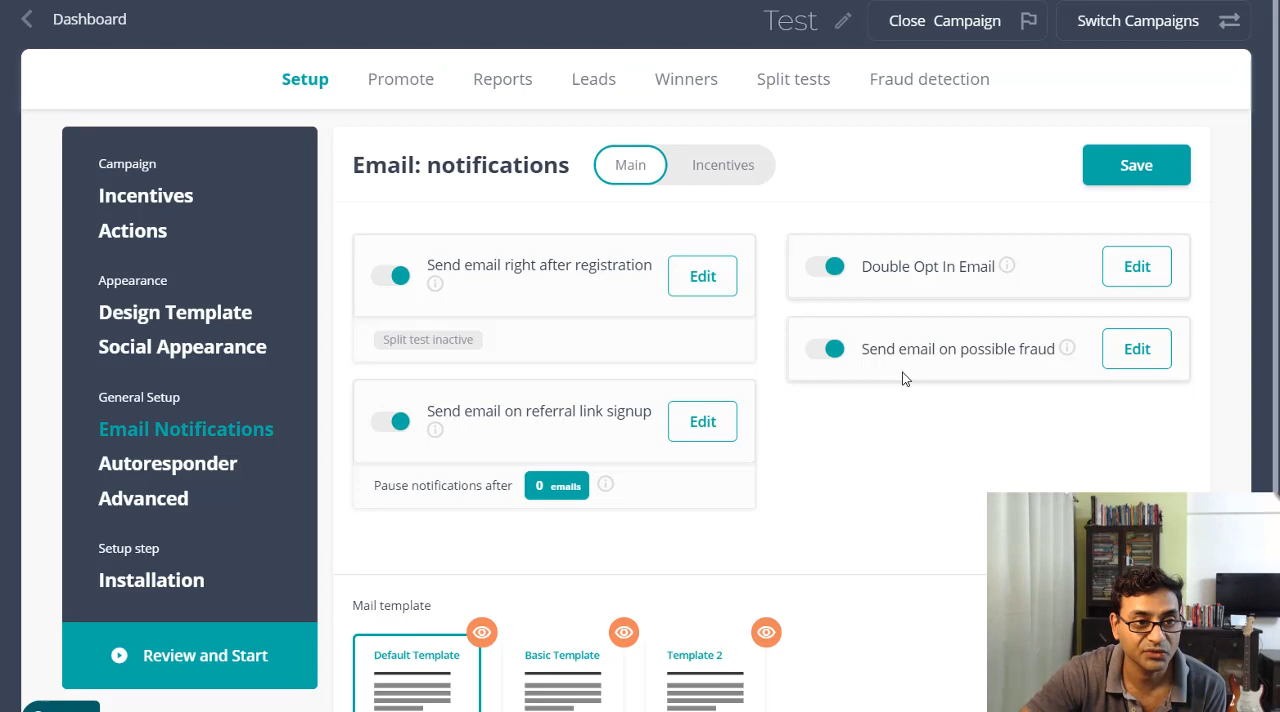 Dashboard
Test
Close Campaign
Switch Campaigns
Setup
Promote
Reports
Leads
Winners
Split tests
Fraud detection
Campaign
Incentives
Actions
Appearance
Design Template
Social Appearance
General Setup
Email Notifications
Autoresponder
Advanced
Setup step
Installation
Review and Start
Email: notifications
Main
Incentives
Save
Send email right after registration
Edit
Split test inactive
Send email on referral link signup
Edit
Pause notifications after
0 emails
Double Opt In Email
Edit
Send email on possible fraud
Edit
Mail template
Default Template
Basic Template
Template 2